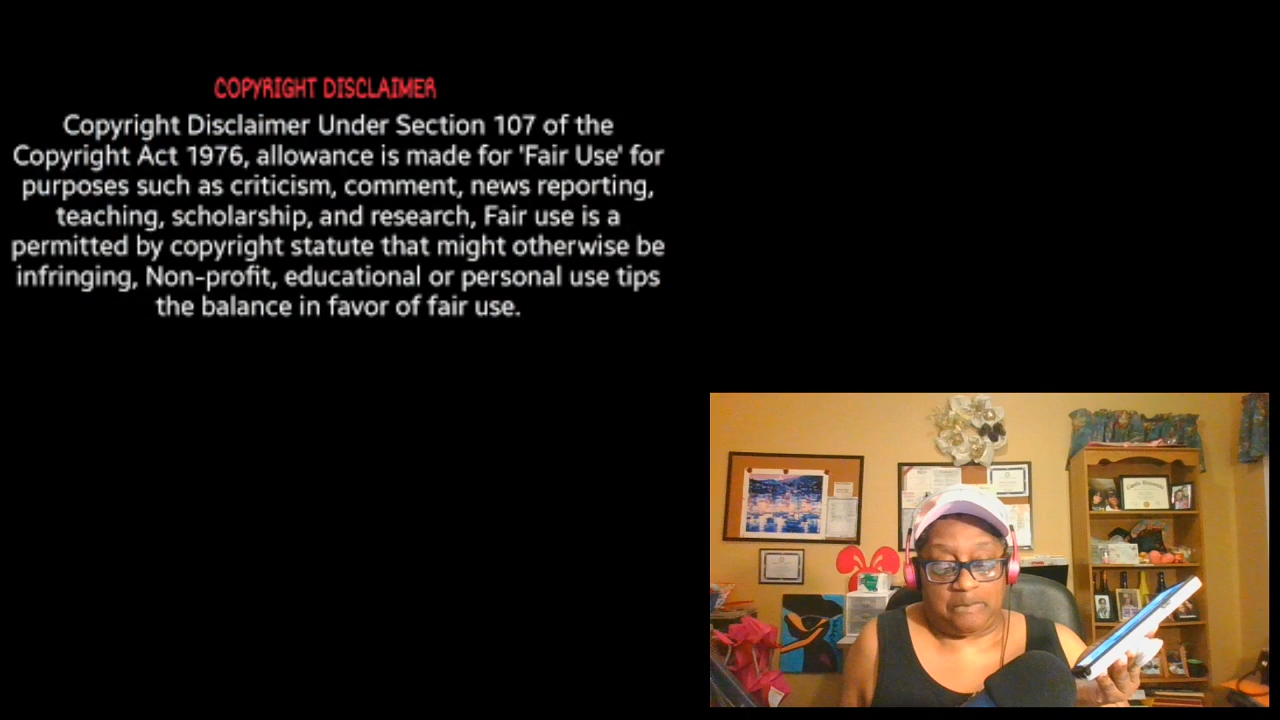 COPYRIGHT DISCLAIMER
Copyright Disclaimer Under Section 107 of the
Copyright Act 1976, allowance is made for 'Fair Use' for
purposes such as criticism, comment, news reporting,
teaching, scholarship, and research, Fair use is a
permitted by copyright statute that might otherwise be
infringing, Non-profit, educational or personal use tips
the balance in favor of fair use.